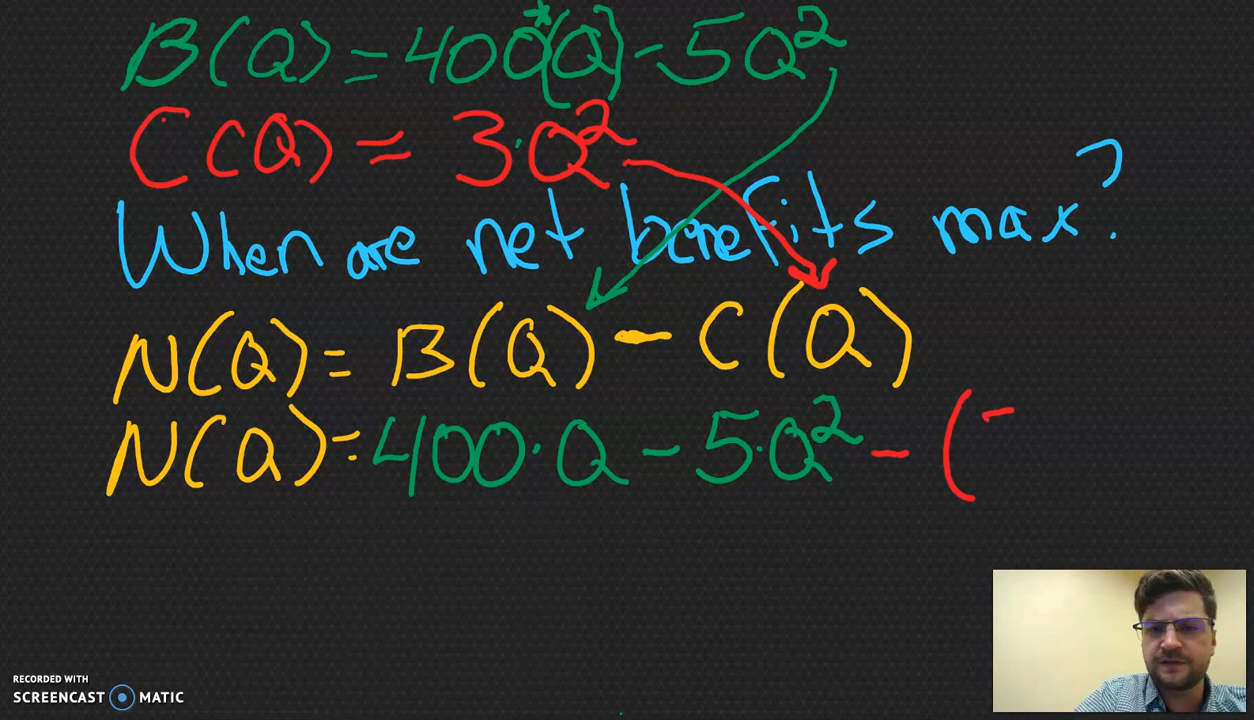 B(Q) = 400*(Q) - 5Q²
C(Q) = 3·Q²
When are net benefits max?
N(Q) = B(Q) - C(Q)
N(Q) = 400·Q - 5·Q² - (
RECORDED WITH
SCREENCAST MATIC